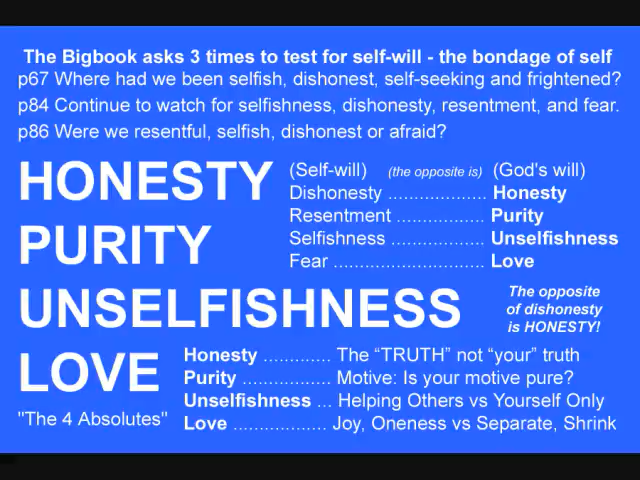 The Bigbook asks 3 times to test for self-will - the bondage of self
p67 Where had we been selfish, dishonest, self-seeking and frightened?
p84 Continue to watch for selfishness, dishonesty, resentment, and fear.
p86 Were we resentful, selfish, dishonest or afraid?
HONESTY
PURITY
UNSELFISHNESS
LOVE
"The 4 Absolutes"
(Self-will) (the opposite is) (God's will)
Dishonesty ................... Honesty
Resentment ................. Purity
Selfishness .................. Unselfishness
Fear ............................ Love
The opposite
of dishonesty
is HONESTY!
Honesty ............. The “TRUTH” not “your” truth
Purity ................. Motive: Is your motive pure?
Unselfishness ... Helping Others vs Yourself Only
Love .................. Joy, Oneness vs Separate, Shrink